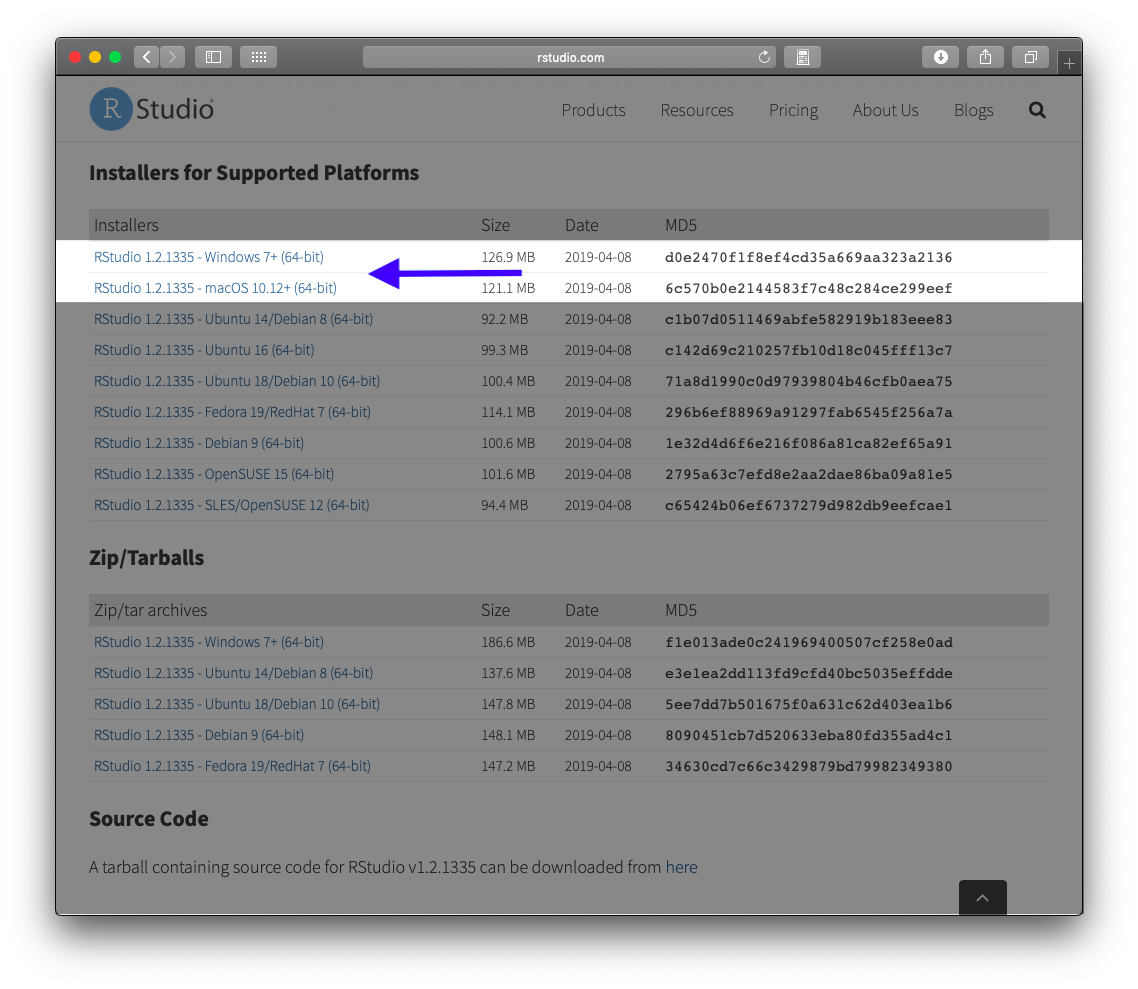 rstudio.com
R Studio®
Products Resources Pricing About Us Blogs
Installers for Supported Platforms
Installers Size Date MD5
RStudio 1.2.1335 - Windows 7+ (64-bit) 126.9 MB 2019-04-08 d0e2470f1f8ef4cd35a669aa323a2136
RStudio 1.2.1335 - macOS 10.12+ (64-bit) 121.1 MB 2019-04-08 6c570b0e2144583f7c48c284ce299eef
RStudio 1.2.1335 - Ubuntu 14/Debian 8 (64-bit) 92.2 MB 2019-04-08 c1b07d0511469abfe582919b183eee83
RStudio 1.2.1335 - Ubuntu 16 (64-bit) 99.3 MB 2019-04-08 c142d69c210257fb10d18c045fff13c7
RStudio 1.2.1335 - Ubuntu 18/Debian 10 (64-bit) 100.4 MB 2019-04-08 71a8d1990c0d97939804b46cfb0aea75
RStudio 1.2.1335 - Fedora 19/RedHat 7 (64-bit) 114.1 MB 2019-04-08 296b6ef88969a91297fab6545f256a7a
RStudio 1.2.1335 - Debian 9 (64-bit) 100.6 MB 2019-04-08 1e32d4d6f6e216f086a81ca82ef65a91
RStudio 1.2.1335 - OpenSUSE 15 (64-bit) 101.6 MB 2019-04-08 2795a63c7efd8e2aa2dae86ba09a81e5
RStudio 1.2.1335 - SLES/OpenSUSE 12 (64-bit) 94.4 MB 2019-04-08 c65424b06ef6737279d982db9eefcae1
Zip/Tarballs
Zip/tar archives Size Date MD5
RStudio 1.2.1335 - Windows 7+ (64-bit) 186.6 MB 2019-04-08 f1e013ade0c241969400507cf258e0ad
RStudio 1.2.1335 - Ubuntu 14/Debian 8 (64-bit) 137.6 MB 2019-04-08 e3e1ea2dd113fd9cfd40bc5035effdde
RStudio 1.2.1335 - Ubuntu 18/Debian 10 (64-bit) 147.8 MB 2019-04-08 5ee7dd7b501675f0a631c62d403ea1b6
RStudio 1.2.1335 - Debian 9 (64-bit) 148.1 MB 2019-04-08 8090451cb7d520633eba80fd355ad4c1
RStudio 1.2.1335 - Fedora 19/RedHat 7 (64-bit) 147.2 MB 2019-04-08 34630cd7c66c3429879bd79982349380
Source Code
A tarball containing source code for RStudio v1.2.1335 can be downloaded from here